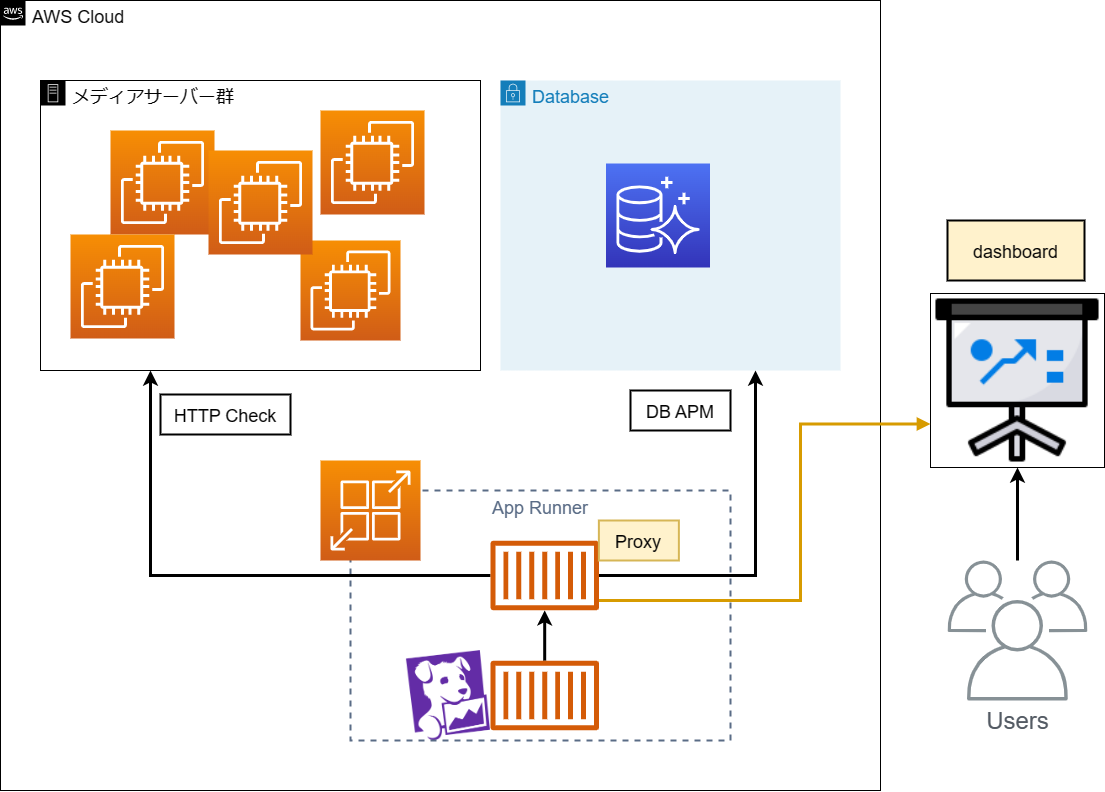 aws
AWS Cloud
メディアサーバー群
Database
dashboard
HTTP Check
DB APM
App Runner
Proxy
Users